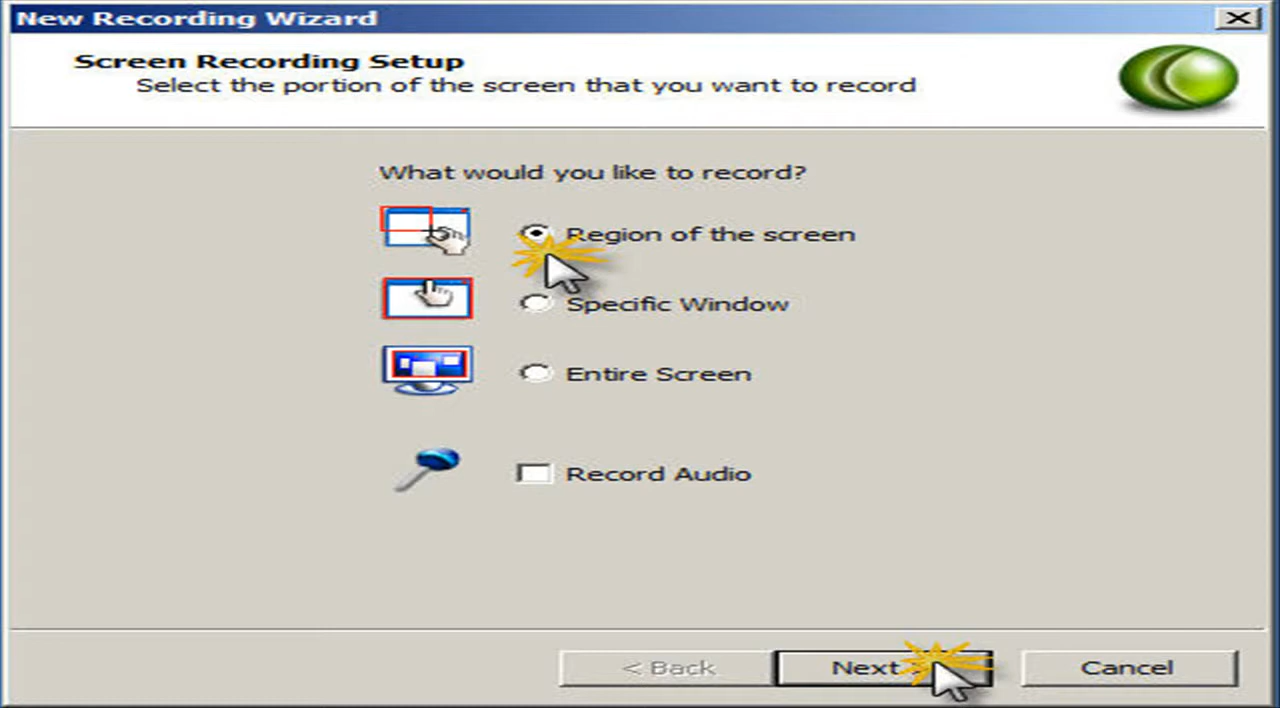 New Recording Wizard
Screen Recording Setup
Select the portion of the screen that you want to record
What would you like to record?
Region of the screen
Specific Window
Entire Screen
Record Audio
< Back
Next
Cancel